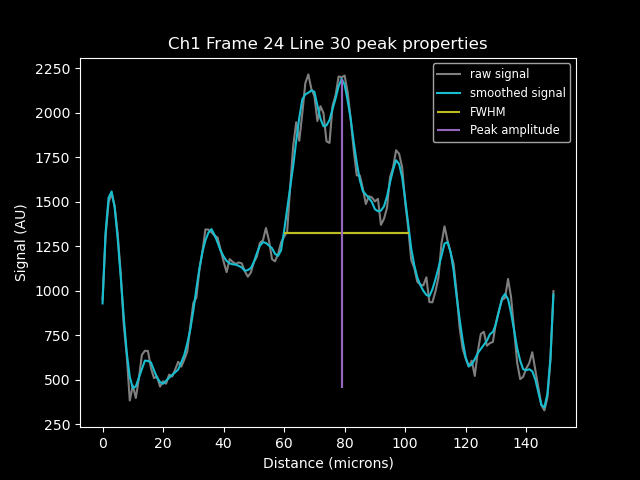 Ch1 Frame 24 Line 30 peak properties
raw signal
smoothed signal
FWHM
Peak amplitude
Signal (AU)
2250
2000
1750
1500
1250
1000
750
500
250
0 20 40 60 80 100 120 140
Distance (microns)